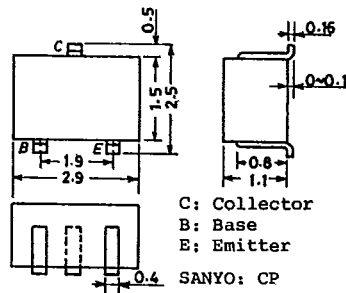 C
0.5
1.5
2.5
B
E
1.9
2.9
0.16
0~0.1
0.8
1.1
0.4
C: Collector
B: Base
E: Emitter
SANYO: CP